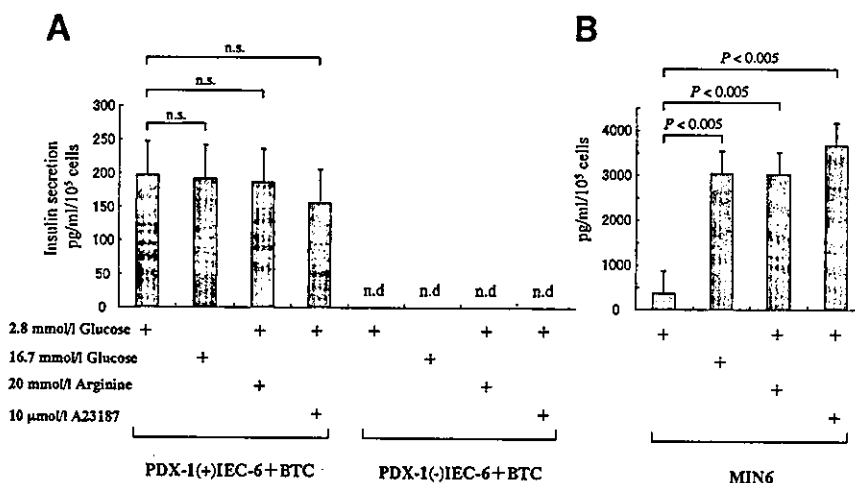 A
B
n.s.
n.s.
n.s.
P < 0.005
P < 0.005
P < 0.005
Insulin secretion
pg/ml/10⁵ cells
300
250
200
150
100
50
0
n.d n.d n.d n.d
pg/ml/10⁵ cells
4000
3000
2000
1000
0
2.8 mmol/l Glucose + + + + + + + + +
16.7 mmol/l Glucose + + +
20 mmol/l Arginine + + +
10 μmol/l A23187 + + +
PDX-1(+)IEC-6+BTC PDX-1(-)IEC-6+BTC MIN6